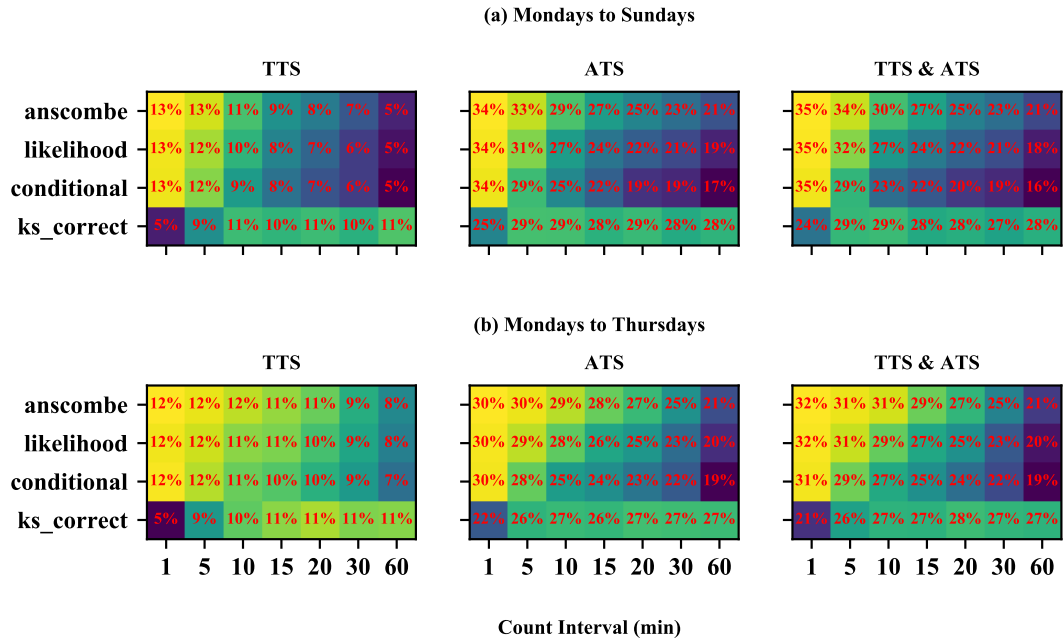 (a) Mondays to Sundays
TTS ATS TTS & ATS
anscombe 13% 13% 11% 9% 8% 7% 5% 34% 33% 29% 27% 25% 23% 21% 35% 34% 30% 27% 25% 23% 21%
likelihood 13% 12% 10% 8% 7% 6% 5% 34% 31% 27% 24% 22% 21% 19% 35% 32% 27% 24% 22% 21% 18%
conditional 13% 12% 9% 8% 7% 6% 5% 34% 29% 25% 22% 19% 19% 17% 35% 29% 23% 22% 20% 19% 16%
ks_correct 5% 9% 11% 10% 11% 10% 11% 25% 29% 29% 28% 29% 28% 28% 24% 29% 29% 28% 28% 27% 28%
(b) Mondays to Thursdays
TTS ATS TTS & ATS
anscombe 12% 12% 12% 11% 11% 9% 8% 30% 30% 29% 28% 27% 25% 21% 32% 31% 31% 29% 27% 25% 21%
likelihood 12% 12% 11% 11% 10% 9% 8% 30% 29% 28% 26% 25% 23% 20% 32% 31% 29% 27% 25% 23% 20%
conditional 12% 12% 11% 10% 10% 9% 7% 30% 28% 25% 24% 23% 22% 19% 31% 29% 27% 25% 24% 22% 19%
ks_correct 5% 9% 10% 11% 11% 11% 11% 22% 26% 27% 26% 27% 27% 27% 21% 26% 27% 27% 28% 27% 27%
1 5 10 15 20 30 60 1 5 10 15 20 30 60 1 5 10 15 20 30 60
Count Interval (min)